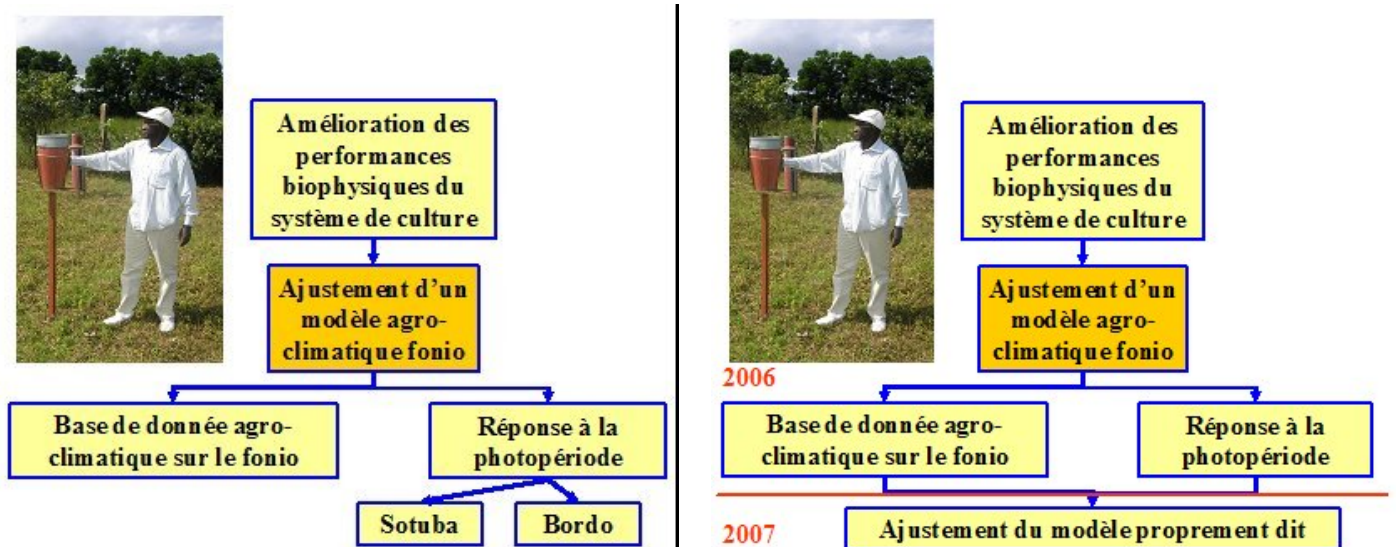 Amélioration des
performances
biophysiques du
système de culture
Ajustement d’un
modèle agro-
climatique fonio
Base de donnée agro-
climatique sur le fonio
Réponse à la
photopériode
Sotuba
Bordo
Amélioration des
performances
biophysiques du
système de culture
Ajustement d’un
modèle agro-
climatique fonio
2006
Base de donnée agro-
climatique sur le fonio
Réponse à la
photopériode
2007
Ajustement du modèle proprement dit